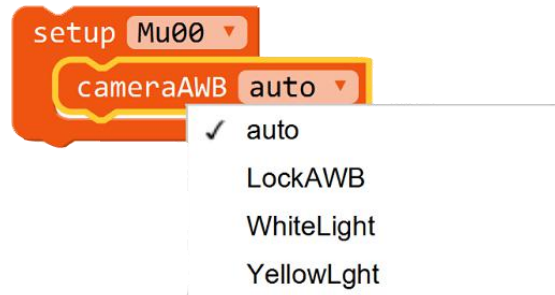 setup Mu00
cameraAWB auto
auto
LockAWB
WhiteLight
YellowLght